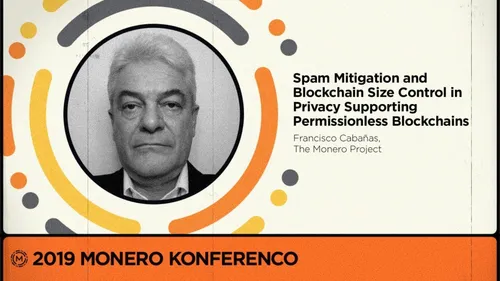 Spam Mitigation and
Blockchain Size Control in
Privacy Supporting
Permissionless Blockchains
Francisco Cabañas,
The Monero Project
2019 MONERO KONFERENCO